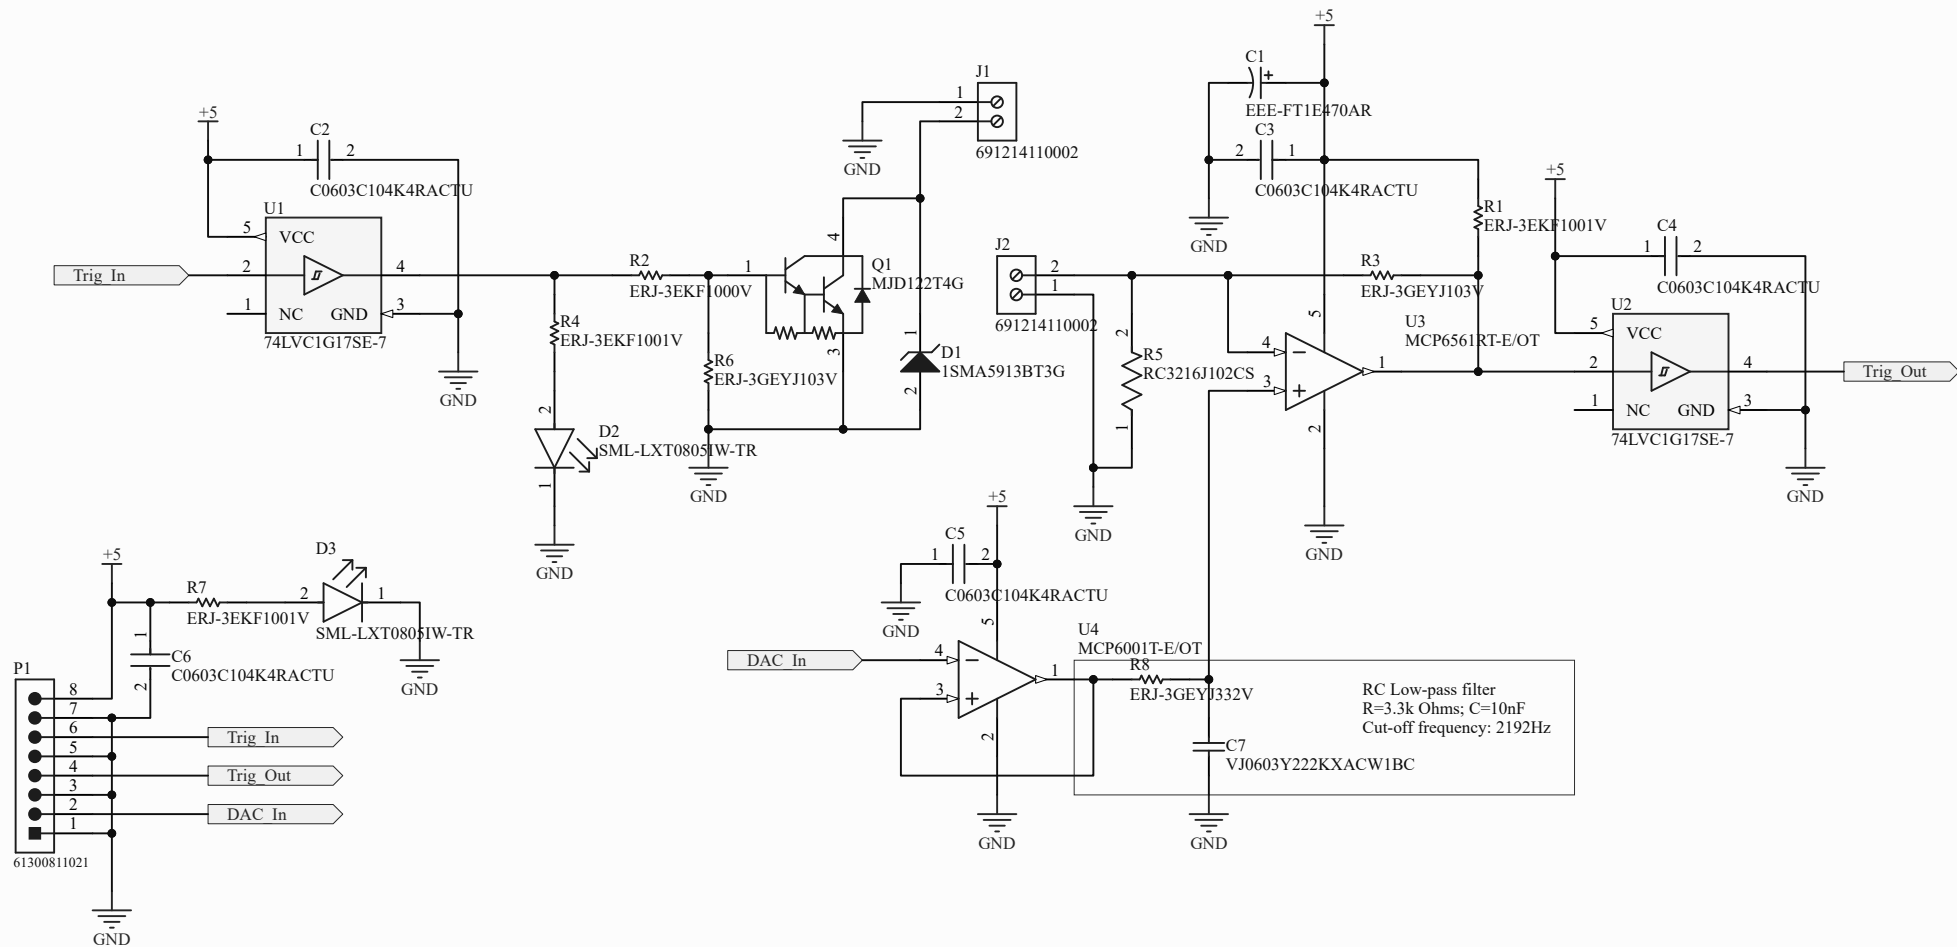 +5
C2
1
2
C0603C104K4RACTU
U1
5
VCC
Trig_In
2
4
1
NC
GND
3
74LVC1G17SE-7
GND
R2
ERJ-3EKF1000V
R4
ERJ-3EKF1001V
2
D2
SML-LXT0805IW-TR
1
GND
R6
ERJ-3GEYJ103V
GND
1
4
Q1
MJD122T4G
3
J1
1
2
691214110002
GND
1
D1
1SMA5913BT3G
2
+5
C1
+
EEE-FT1E470AR
C3
2
1
C0603C104K4RACTU
GND
R1
ERJ-3EKF1001V
J2
2
1
691214110002
R3
ERJ-3GEYJ103V
2
R5
RC3216J102CS
1
GND
U3
MCP6561RT-E/OT
5
4
3
1
2
GND
+5
C4
1
2
C0603C104K4RACTU
U2
5
VCC
2
4
Trig_Out
1
NC
GND
3
74LVC1G17SE-7
GND
+5
C5
1
2
C0603C104K4RACTU
GND
5
U4
MCP6001T-E/OT
DAC_In
4
3
1
2
GND
R8
ERJ-3GEYJ332V
C7
VJ0603Y222KXACW1BC
GND
RC Low-pass filter
R=3.3k Ohms; C=10nF
Cut-off frequency: 2192Hz
+5
R7
ERJ-3EKF1001V
D3
2
1
SML-LXT0805IW-TR
GND
1
C6
C0603C104K4RACTU
2
P1
8
7
6
Trig_In
5
4
Trig_Out
3
2
DAC_In
1
61300811021
GND